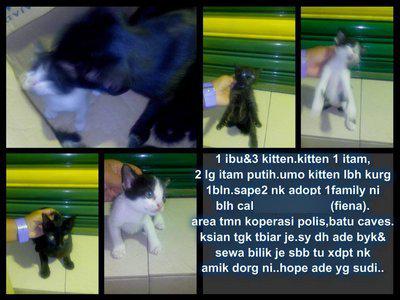 1 ibu&3 kitten.kitten 1 itam,
2 lg itam putih.umo kitten lbh kurg
1bln.sape2 nk adopt 1family ni
blh cal (fiena).
area tmn koperasi polis,batu caves.
ksian tgk tbiar je.sy dh ade byk&
sewa bilik je sbb tu xdpt nk
amik dorg ni..hope ade yg sudi..